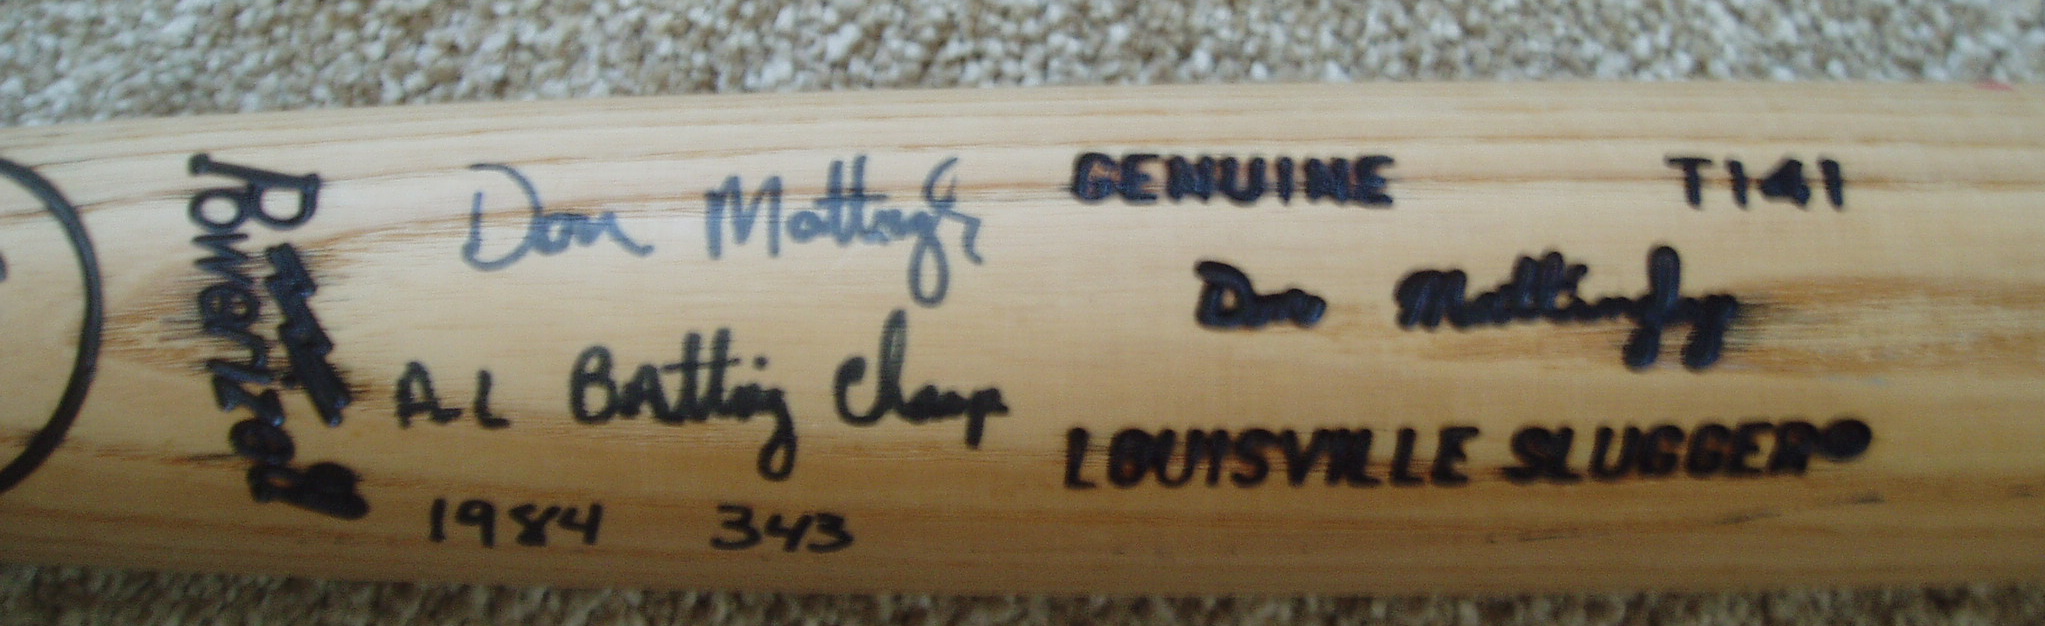 Powerized
Don Mattingly
AL BAtting Champ
1984 343
GENUINE T141
Don Mattingly
LOUISVILLE SLUGGER®